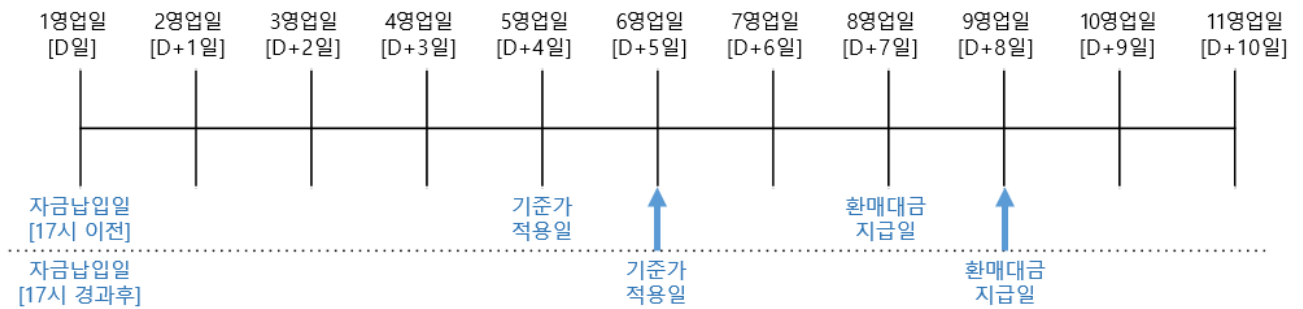 1영업일 2영업일 3영업일 4영업일 5영업일 6영업일 7영업일 8영업일 9영업일 10영업일 11영업일
[D일] [D+1일] [D+2일] [D+3일] [D+4일] [D+5일] [D+6일] [D+7일] [D+8일] [D+9일] [D+10일]
자금납입일 기준가 환매대금
[17시 이전] 적용일 지급일
자금납입일 기준가 환매대금
[17시 경과후] 적용일 지급일